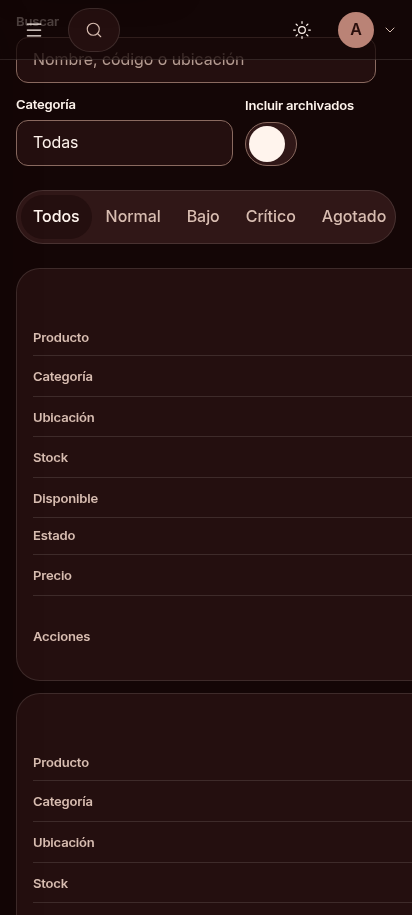 Buscar
A
Nombre, código o ubicación
Categoría
Incluir archivados
Todas
Todos Normal Bajo Crítico Agotado
Producto
Categoría
Ubicación
Stock
Disponible
Estado
Precio
Acciones
Producto
Categoría
Ubicación
Stock